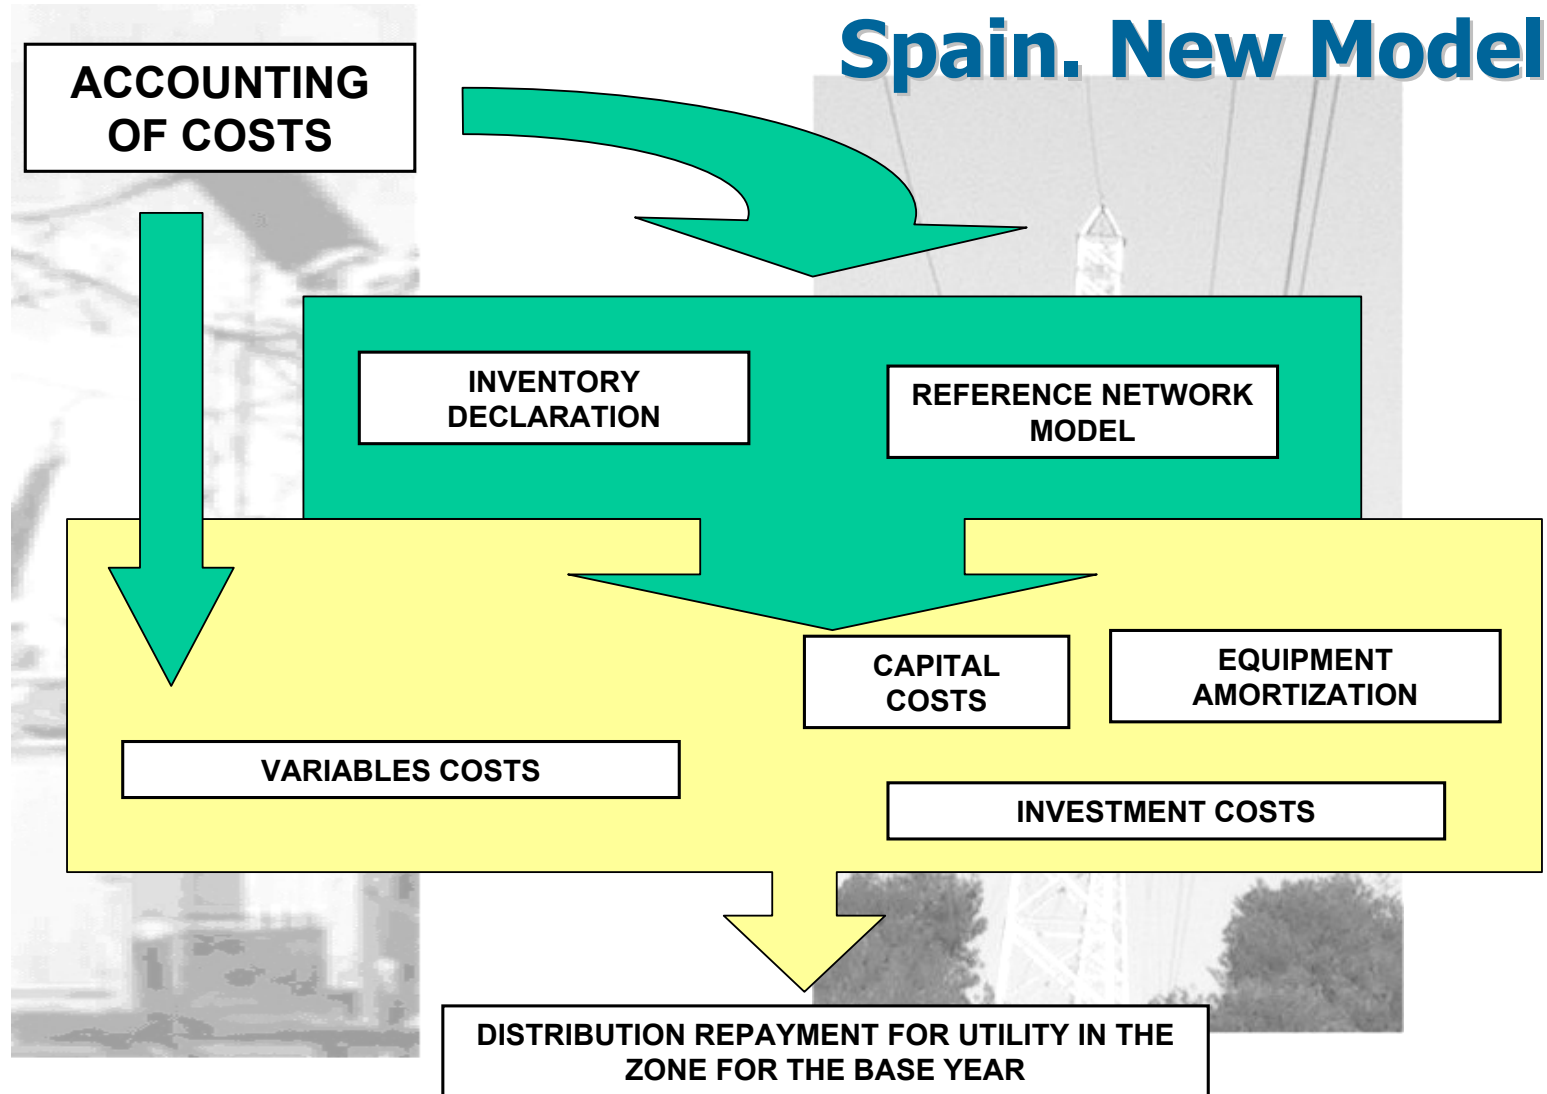 Spain. New Model
ACCOUNTING
OF COSTS
INVENTORY
DECLARATION
REFERENCE NETWORK
MODEL
CAPITAL
COSTS
EQUIPMENT
AMORTIZATION
VARIABLES COSTS
INVESTMENT COSTS
DISTRIBUTION REPAYMENT FOR UTILITY IN THE
ZONE FOR THE BASE YEAR